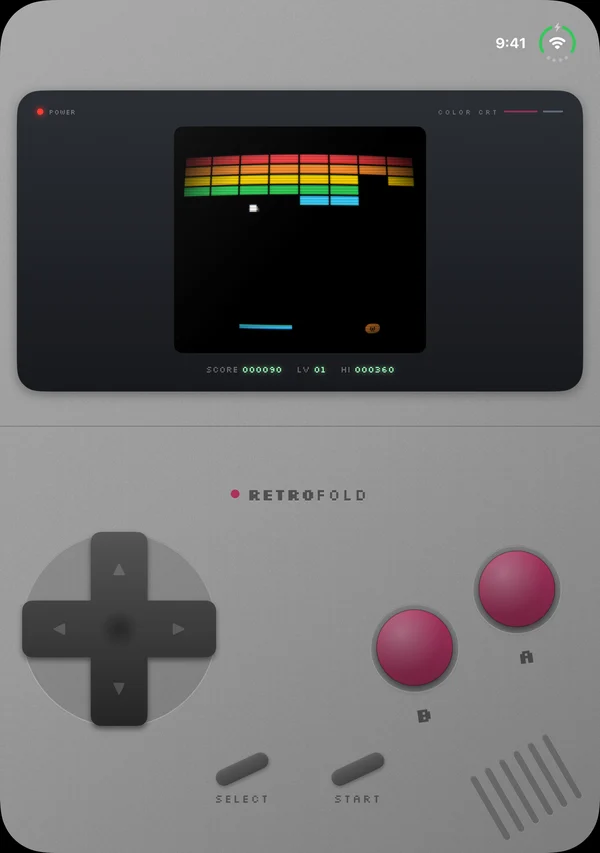 9:41
POWER
COLOR CRT
SCORE 000090 LV 01 HI 000360
RETROFOLD
A
B
SELECT START